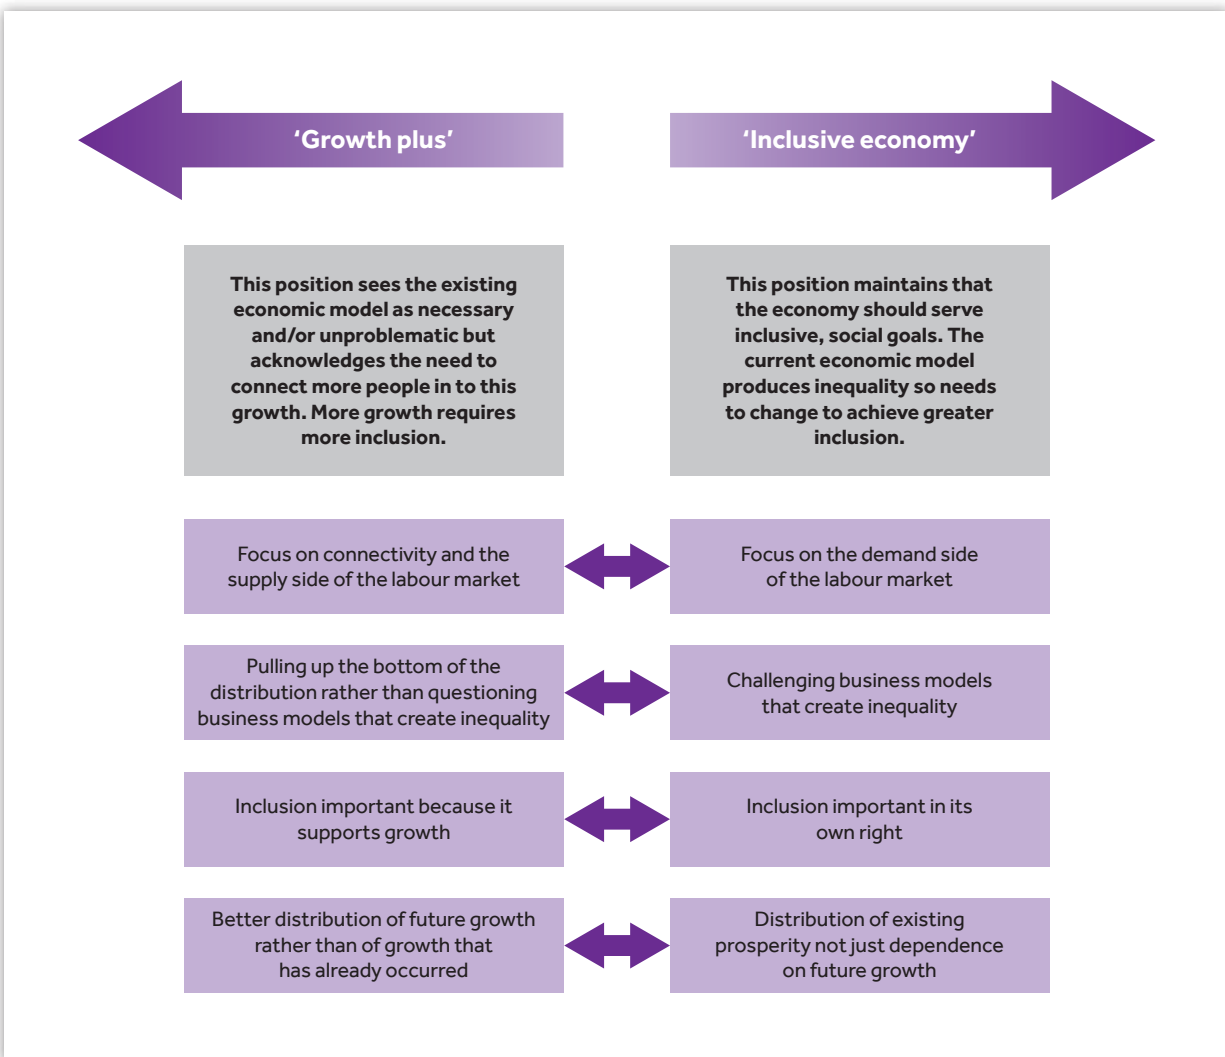 ‘Growth plus’
‘Inclusive economy’
This position sees the existing
economic model as necessary
and/or unproblematic but
acknowledges the need to
connect more people in to this
growth. More growth requires
more inclusion.
This position maintains that
the economy should serve
inclusive, social goals. The
current economic model
produces inequality so needs
to change to achieve greater
inclusion.
Focus on connectivity and the
supply side of the labour market
Focus on the demand side
of the labour market
Pulling up the bottom of the
distribution rather than questioning
business models that create inequality
Challenging business models
that create inequality
Inclusion important because it
supports growth
Inclusion important in its
own right
Better distribution of future growth
rather than of growth that
has already occurred
Distribution of existing
prosperity not just dependence
on future growth